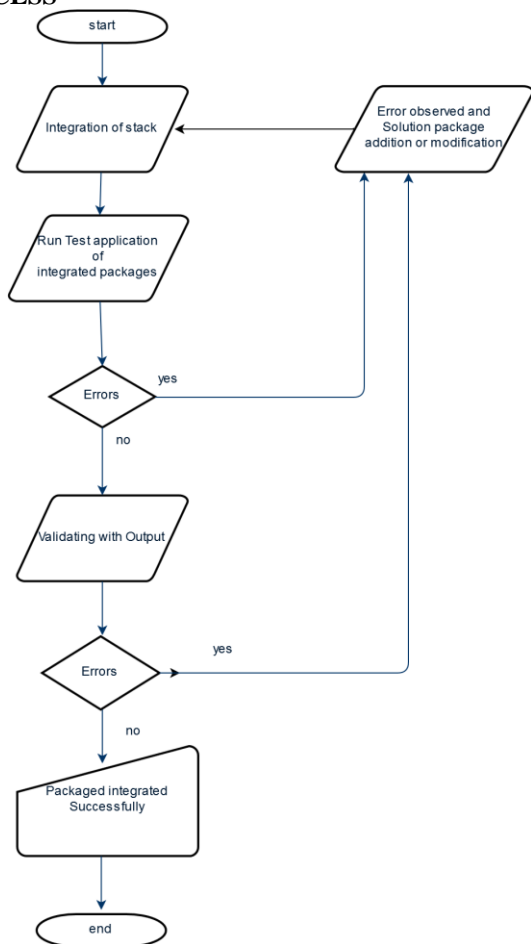 start
Integration of stack
Error observed and
Solution package
addition or modification
Run Test application
of
integrated packages
Errors
yes
no
Validating with Output
Errors
yes
no
Packaged integrated
Successfully
end